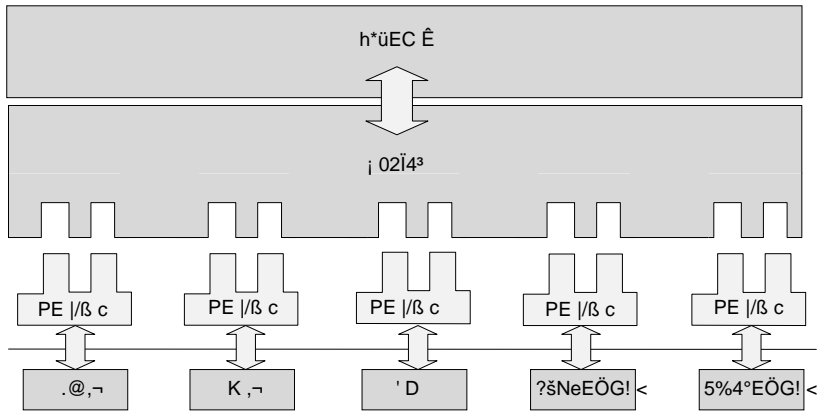 h*üEC Ê
¡ 02Ï4³
PE |/ß c
PE |/ß c
PE |/ß c
PE |/ß c
PE |/ß c
.@,¬
K ,¬
' D
?šNeEÖG! <
5%4°EÖG! <